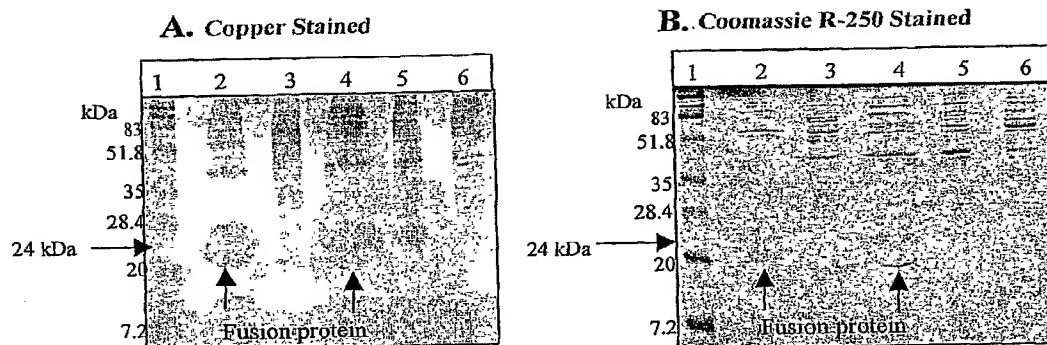 A. Copper Stained
1 2 3 4 5 6
kDa
83
51.8
35
28.4
24 kDa
20
7.2
Fusion protein
B. Coomassie R-250 Stained
1 2 3 4 5 6
kDa
83
51.8
35
28.4
24 kDa
20
7.2
Fusion protein